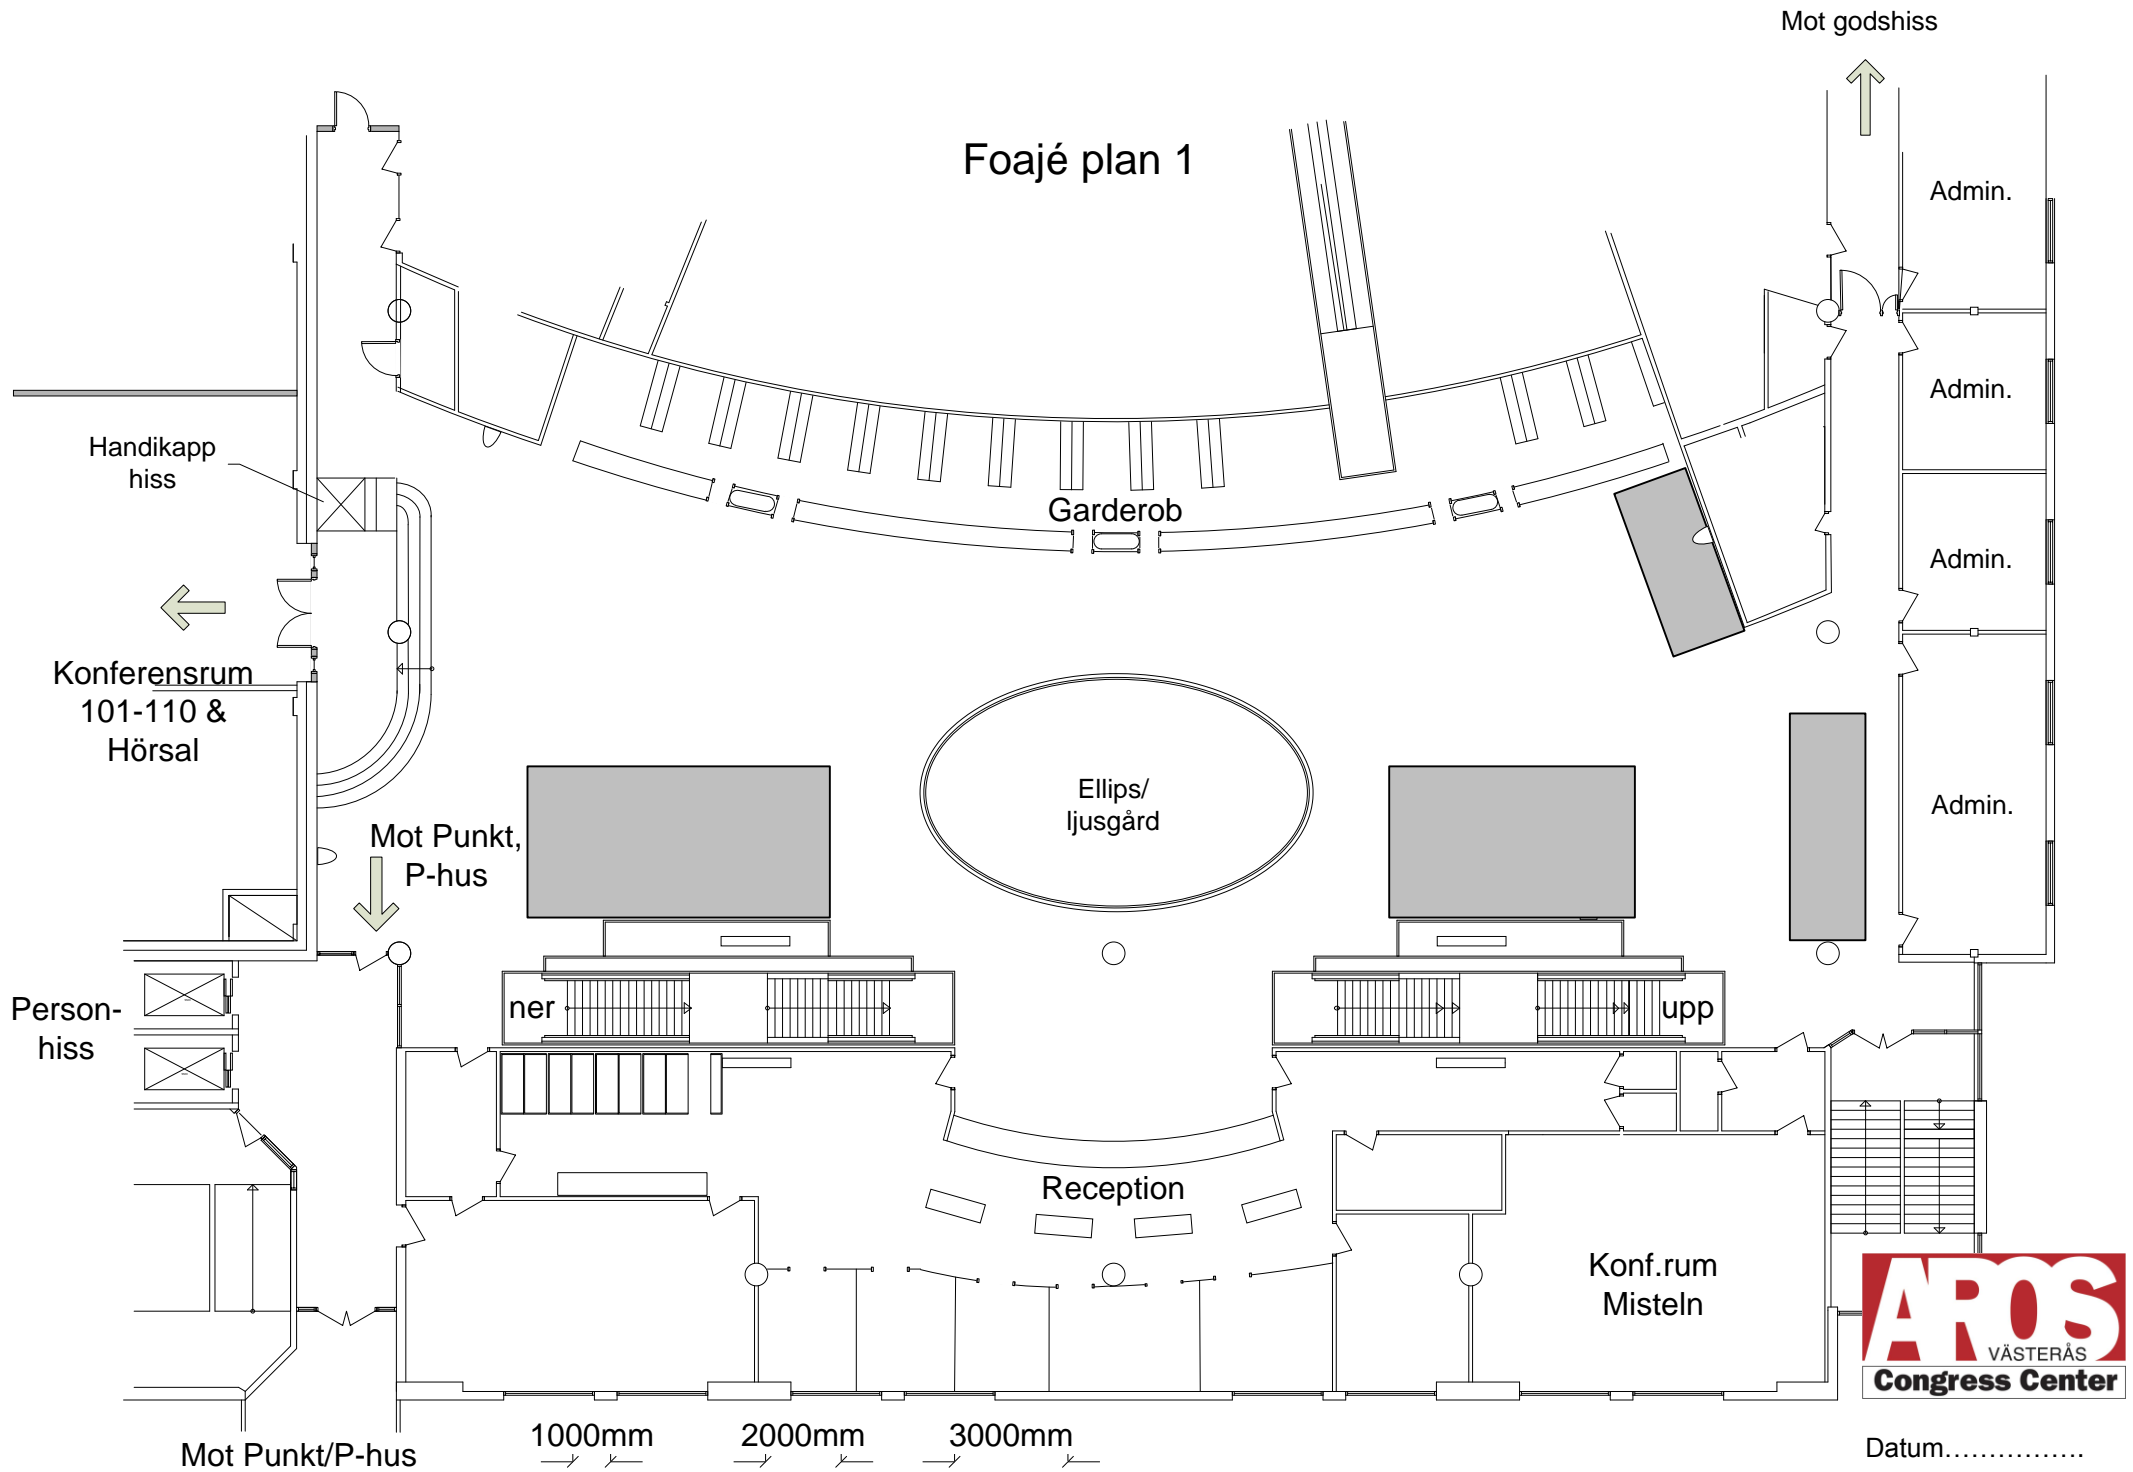 Mot godshiss
Foajé plan 1
Admin.
Admin.
Handikapp
hiss
Garderob
Admin.
Konferensrum
101-110 &
Hörsal
Ellips/
ljusgård
Admin.
Mot Punkt,
P-hus
Person-
hiss
ner
upp
Reception
Konf.rum
Misteln
AROS
VÄSTERÅS
Congress Center
1000mm
2000mm
3000mm
Mot Punkt/P-hus
Datum................